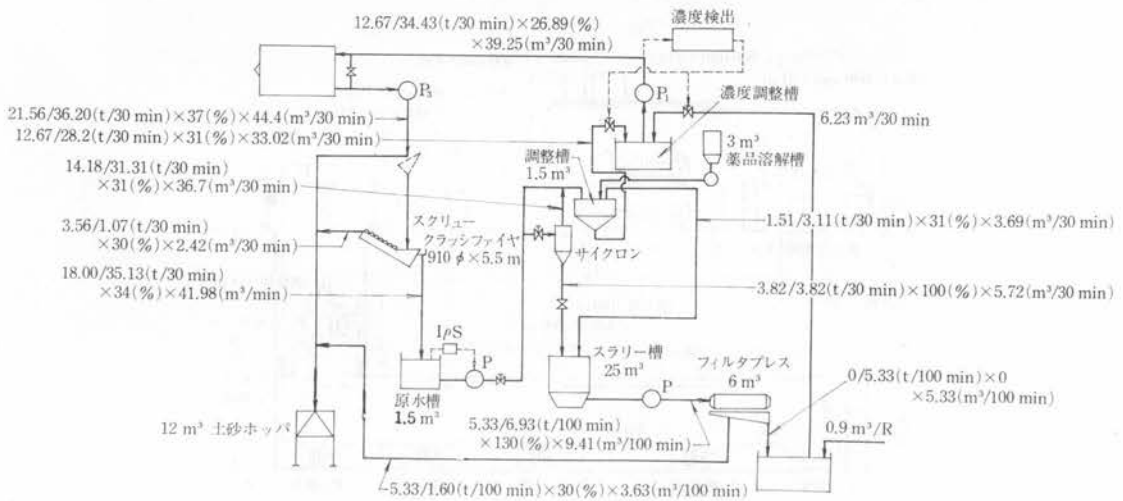 12.67/34.43(t/30 min)×26.89(%)
×39.25(m³/30 min)
濃度検出
P₃
P₁
濃度調整槽
21.56/36.20(t/30 min)×37(%)×44.4(m³/30 min)
12.67/28.2(t/30 min)×31(%)×33.02(m³/30 min)
6.23 m³/30 min
3 m³
薬品溶解槽
14.18/31.31(t/30 min)
×31(%)×36.7(m³/30 min)
調整槽
1.5 m³
1.51/3.11(t/30 min)×31(%)×3.69(m³/30 min)
3.56/1.07(t/30 min)
×30(%)×2.42(m³/30 min)
スクリュー
クラッシファイヤ
910 φ×5.5 m
サイクロン
18.00/35.13(t/30 min)
×34(%)×41.98(m³/min)
3.82/3.82(t/30 min)×100(%)×5.72(m³/30 min)
IρS
P
原水槽
1.5 m³
スラリー槽
25 m³
P
フィルタプレス
6 m³
0/5.33(t/100 min)×0
×5.33(m³/100 min)
5.33/6.93(t/100 min)
×130(%)×9.41(m³/100 min)
0.9 m³/R
12 m³ 土砂ホッパ
5.33/1.60(t/100 min)×30(%)×3.63(m³/100 min)